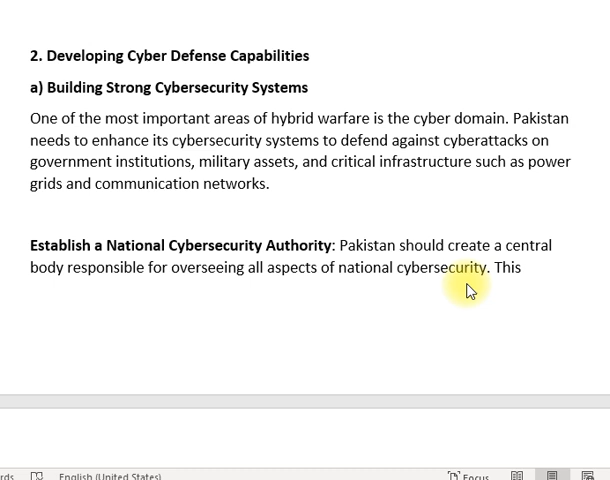 2. Developing Cyber Defense Capabilities
a) Building Strong Cybersecurity Systems
One of the most important areas of hybrid warfare is the cyber domain. Pakistan
needs to enhance its cybersecurity systems to defend against cyberattacks on
government institutions, military assets, and critical infrastructure such as power
grids and communication networks.
Establish a National Cybersecurity Authority: Pakistan should create a central
body responsible for overseeing all aspects of national cybersecurity. This
rds English (United States) Focus